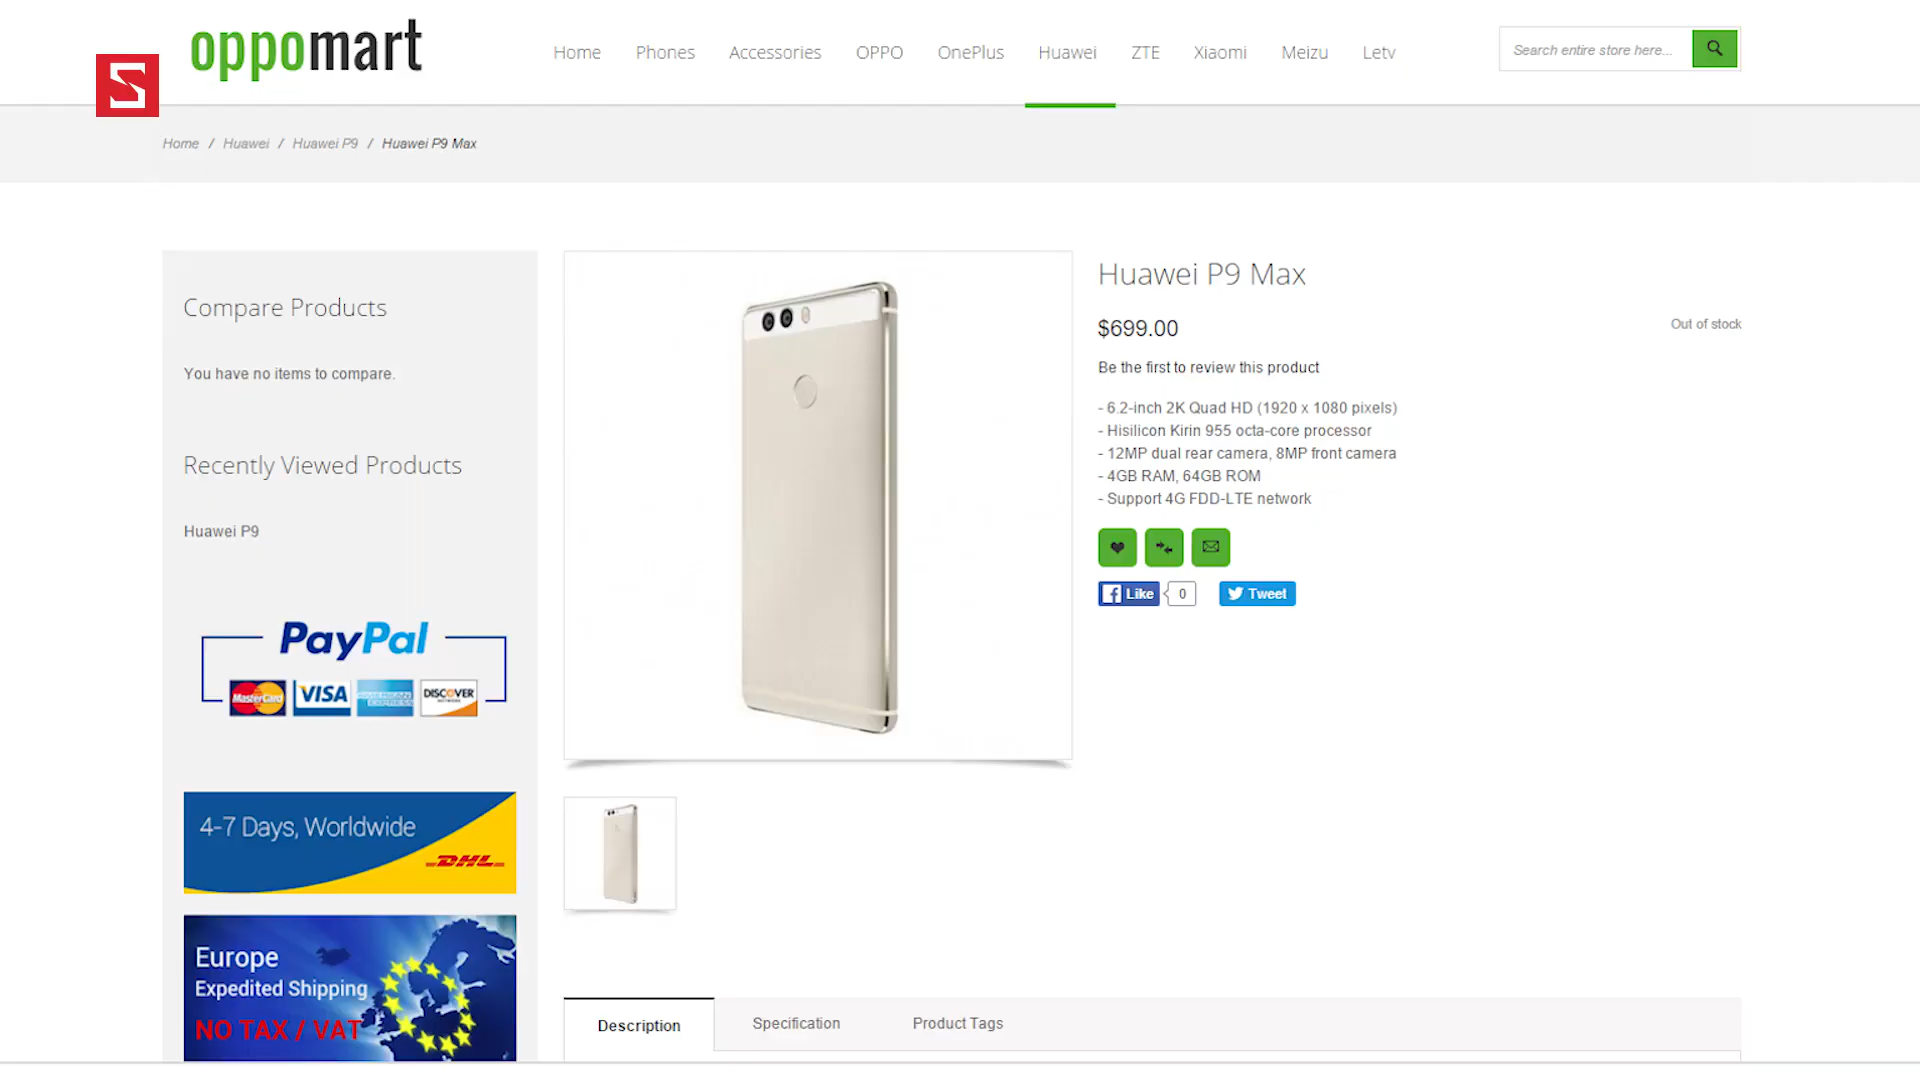 oppomart
Home Phones Accessories OPPO OnePlus Huawei ZTE Xiaomi Meizu Letv
Search entire store here...
S
Home / Huawei / Huawei P9 / Huawei P9 Max
Compare Products
You have no items to compare.
Recently Viewed Products
Huawei P9
PayPal
MasterCard VISA AMERICAN EXPRESS DISCOVER
4-7 Days, Worldwide
DHL
Europe
Expedited Shipping
NO TAX / VAT
Huawei P9 Max
$699.00
Out of stock
Be the first to review this product
- 6.2-inch 2K Quad HD (1920 x 1080 pixels)
- Hisilicon Kirin 955 octa-core processor
- 12MP dual rear camera, 8MP front camera
- 4GB RAM, 64GB ROM
- Support 4G FDD-LTE network
Like 0 Tweet
Description Specification Product Tags